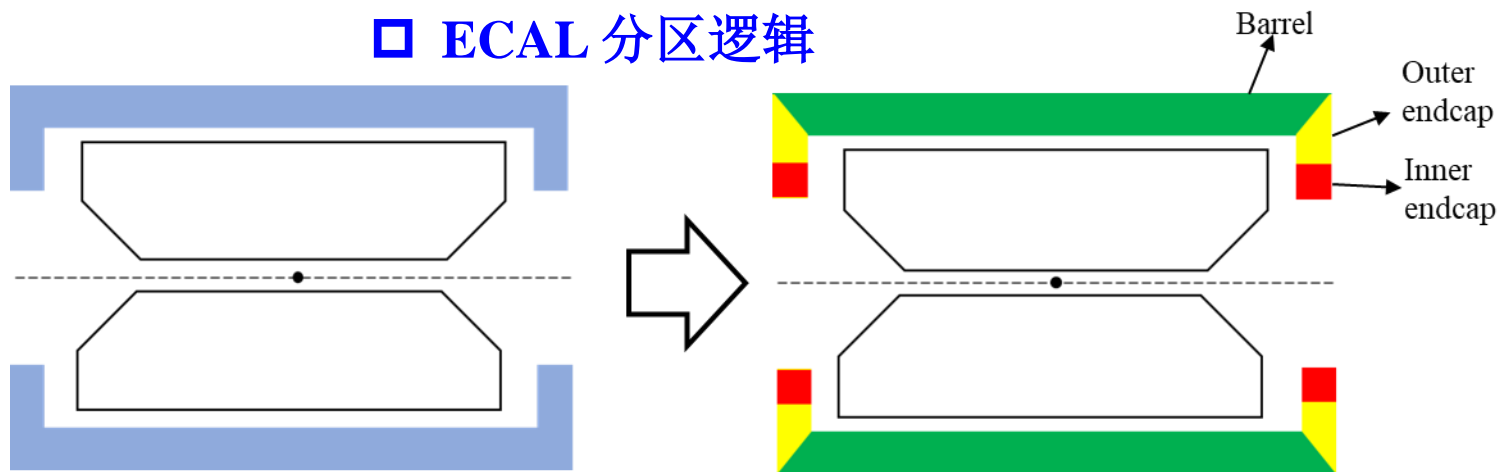 ECAL 分区逻辑
Barrel
Outer
endcap
Inner
endcap